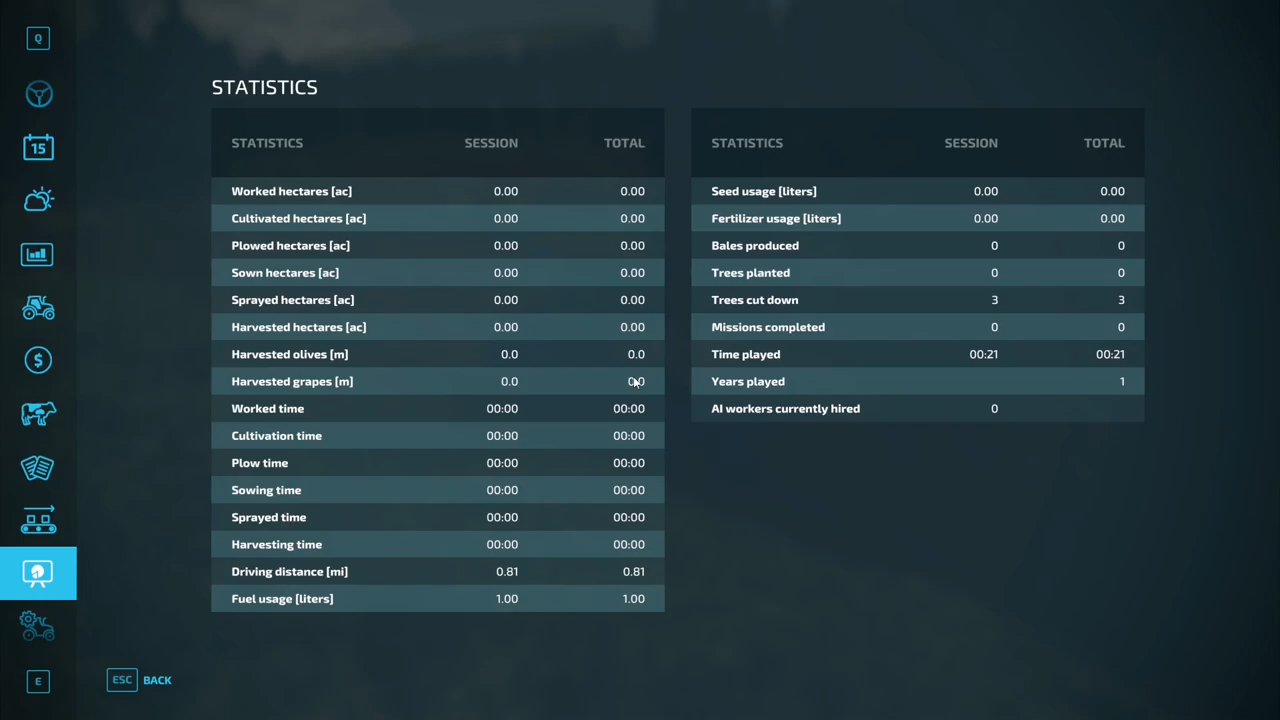 Q
STATISTICS
15
STATISTICS SESSION TOTAL
Worked hectares [ac] 0.00 0.00
Cultivated hectares [ac] 0.00 0.00
Plowed hectares [ac] 0.00 0.00
Sown hectares [ac] 0.00 0.00
Sprayed hectares [ac] 0.00 0.00
Harvested hectares [ac] 0.00 0.00
Harvested olives [m] 0.0 0.0
Harvested grapes [m] 0.0 0.0
Worked time 00:00 00:00
Cultivation time 00:00 00:00
Plow time 00:00 00:00
Sowing time 00:00 00:00
Sprayed time 00:00 00:00
Harvesting time 00:00 00:00
Driving distance [mi] 0.81 0.81
Fuel usage [liters] 1.00 1.00
STATISTICS SESSION TOTAL
Seed usage [liters] 0.00 0.00
Fertilizer usage [liters] 0.00 0.00
Bales produced 0 0
Trees planted 0 0
Trees cut down 3 3
Missions completed 0 0
Time played 00:21 00:21
Years played 1
AI workers currently hired 0
$
E
ESC BACK